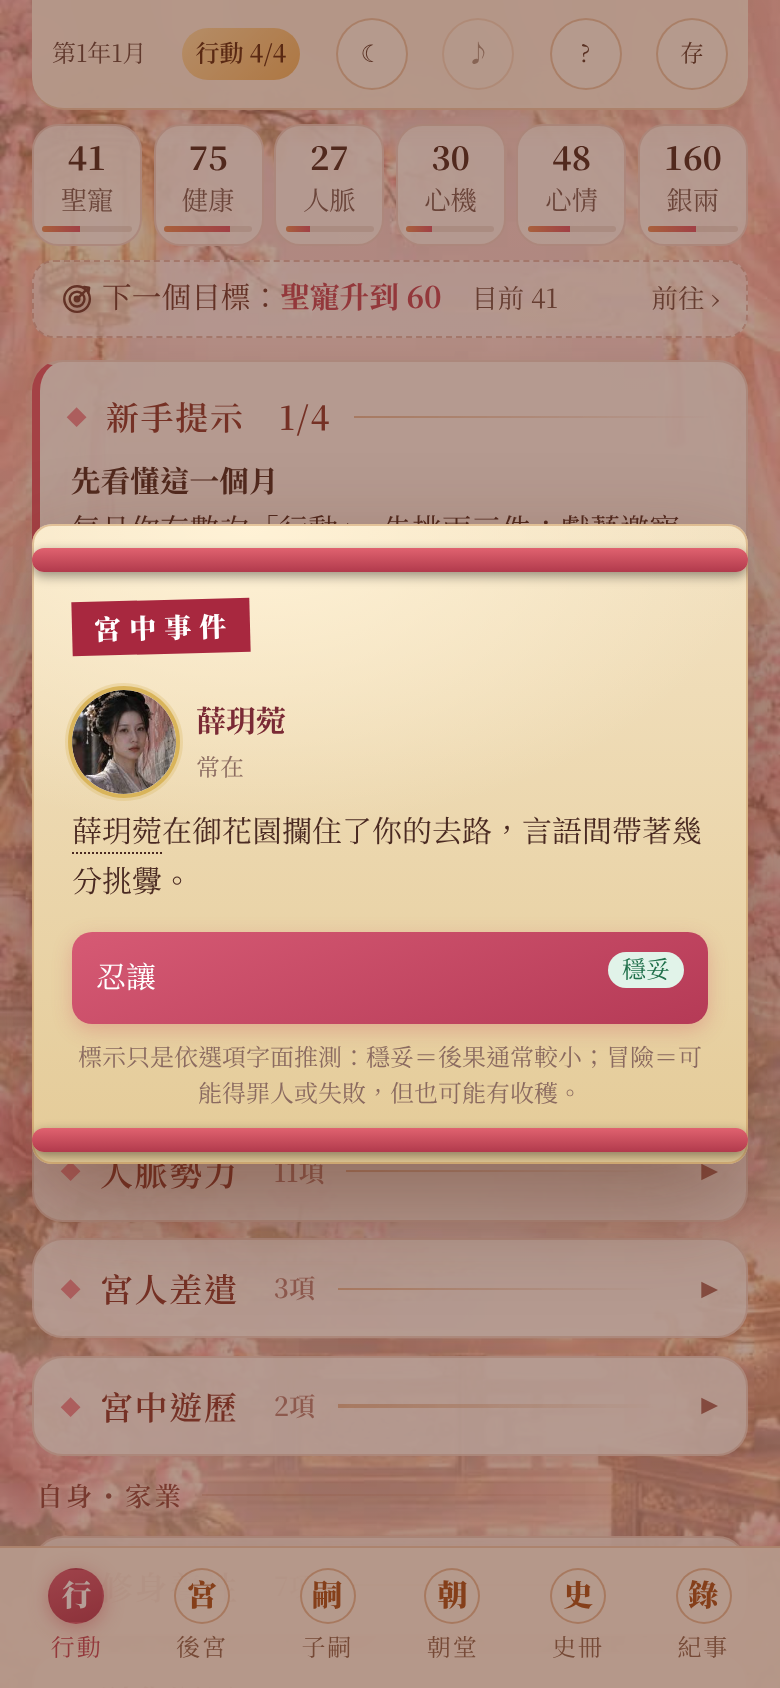 第1年1月
行動 4/4
☾
♪
?
存
41
聖寵
75
健康
27
人脈
30
心機
48
心情
160
銀兩
下一個目標：聖寵升到 60 目前 41 前往 ›
新手提示 1/4
先看懂這一個月
宮中事件
薛玥菀
常在
薛玥菀在御花園攔住了你的去路，言語間帶著幾
分挑釁。
忍讓
穩妥
標示只是依選項字面推測：穩妥＝後果通常較小；冒險＝可
能得罪人或失敗，但也可能有收穫。
人脈勢力 11項
宮人差遣 3項
宮中遊歷 2項
自身・家業
行
行動
宮
後宮
嗣
子嗣
朝
朝堂
史
史冊
錄
紀事